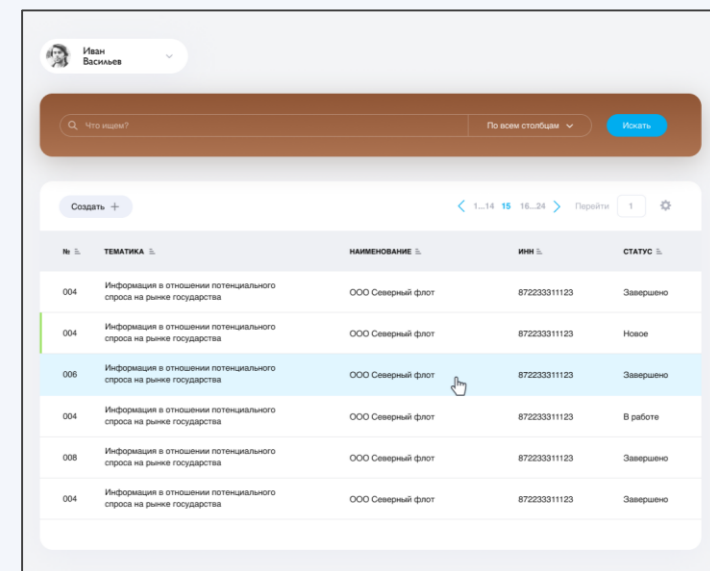 Иван
Васильев
Что ищем?
По всем столбцам
Искать
Создать +
1...14 15 16...24
Перейти 1
№ ТЕМАТИКА НАИМЕНОВАНИЕ ИНН СТАТУС
004 Информация в отношении потенциального
спроса на рынке государства ООО Северный флот 872233311123 Завершено
004 Информация в отношении потенциального
спроса на рынке государства ООО Северный флот 872233311123 Новое
006 Информация в отношении потенциального
спроса на рынке государства ООО Северный флот 872233311123 Завершено
004 Информация в отношении потенциального
спроса на рынке государства ООО Северный флот 872233311123 В работе
008 Информация в отношении потенциального
спроса на рынке государства ООО Северный флот 872233311123 Завершено
004 Информация в отношении потенциального
спроса на рынке государства ООО Северный флот 872233311123 Завершено